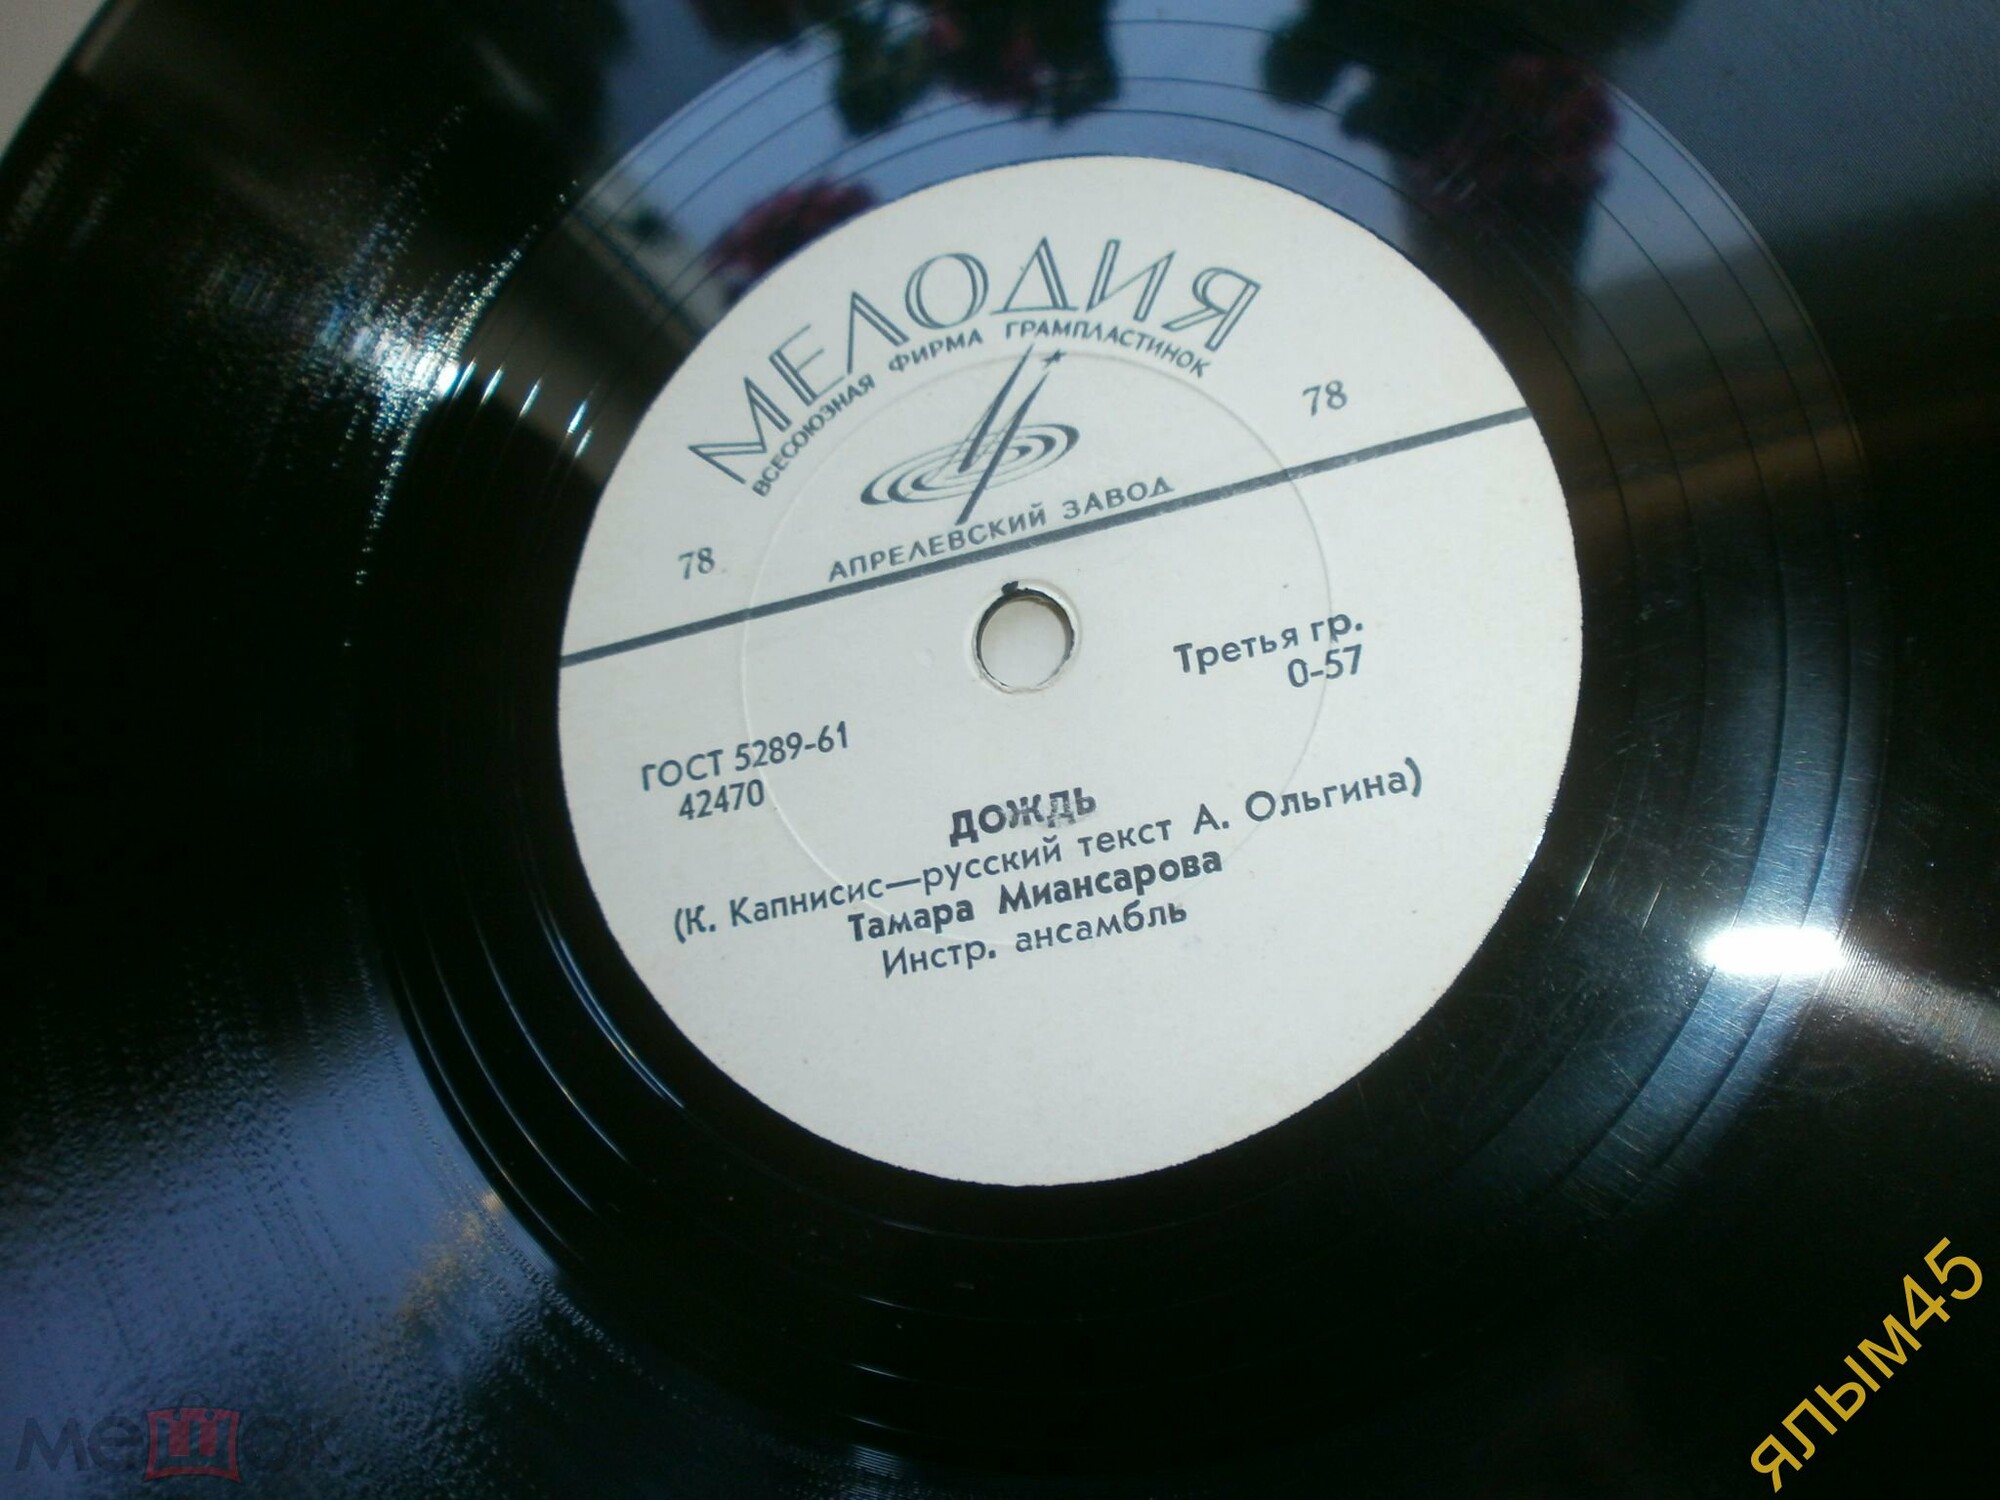 МЕЛОДИЯ
ВСЕСОЮЗНАЯ ФИРМА ГРАМПЛАСТИНОК
78
78
АПРЕЛЕВСКИЙ ЗАВОД
Третья гр.
0-57
ГОСТ 5289-61
42470
ДОЖДЬ
(К. Капнисис—русский текст А. Ольгина)
Тамара Миансарова
Инстр. ансамбль
мешок
ялым45